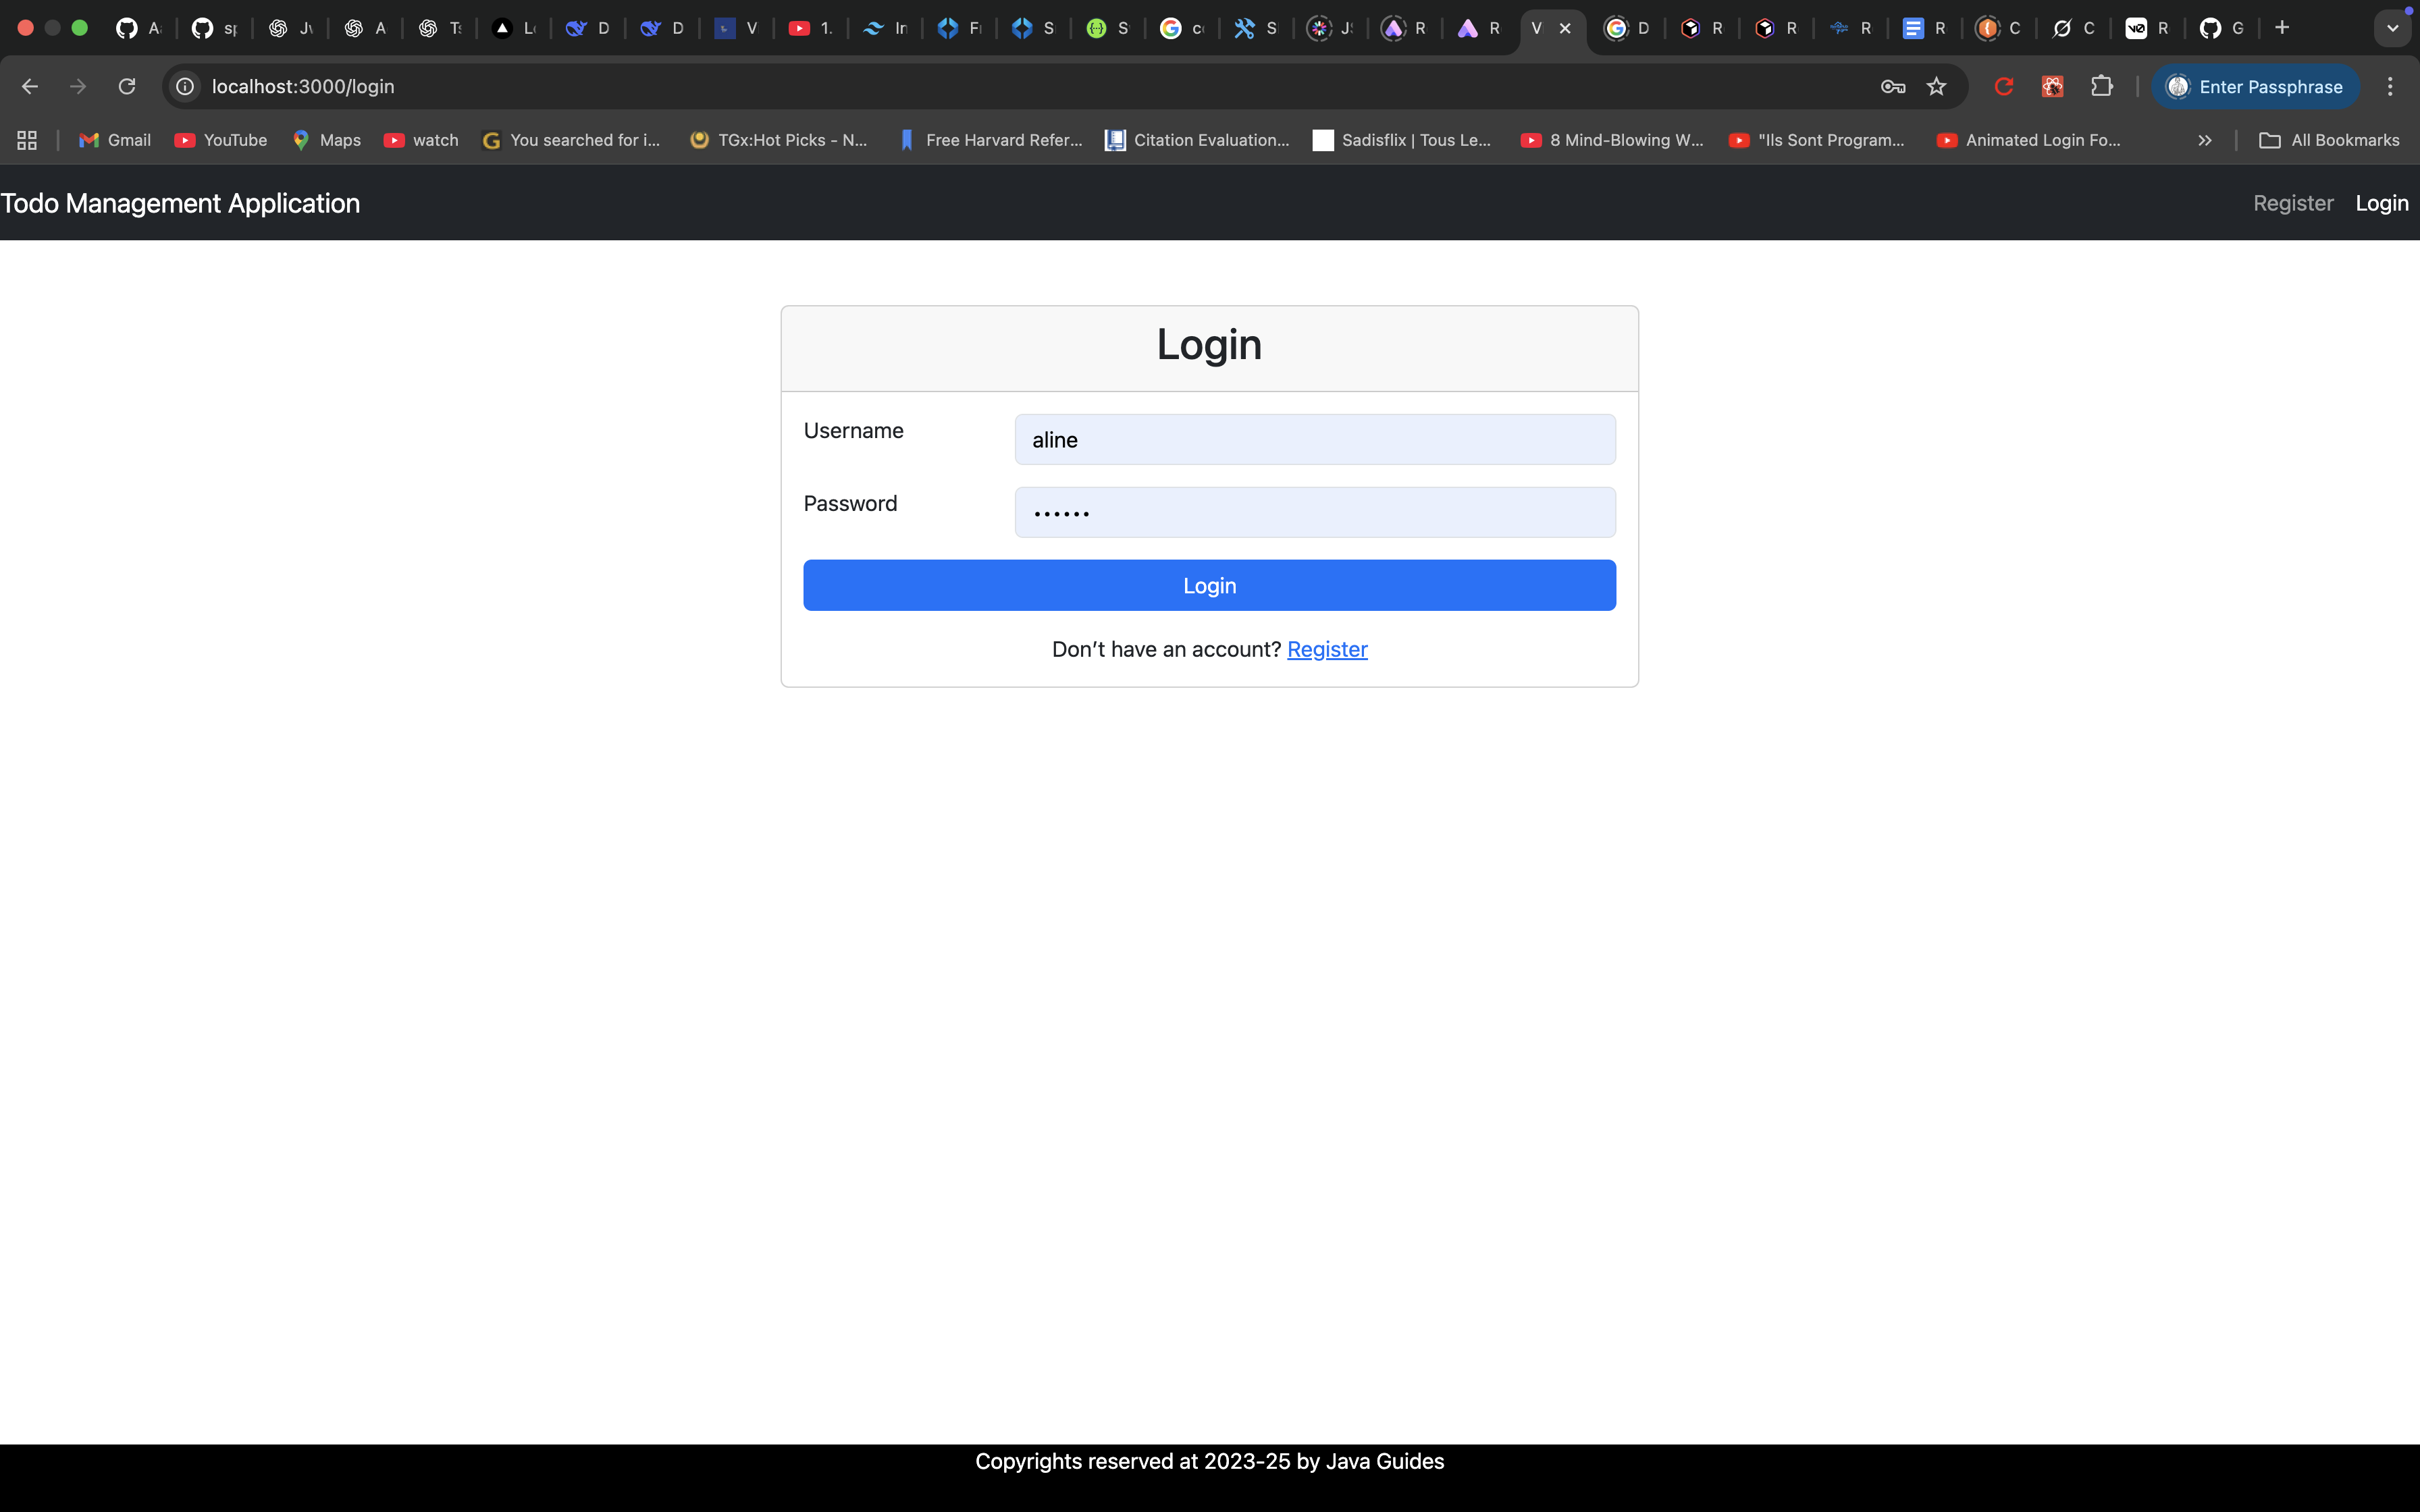 A
sp
Jv
A
Ts
Lo
D
D
V
1.
In
F
S
S
c
S
JS
R
R
V
D
R
R
R
R
C
C
R
G
localhost:3000/login
Enter Passphrase
Gmail
YouTube
Maps
watch
You searched for i...
TGx:Hot Picks - N...
Free Harvard Refer...
Citation Evaluation...
Sadisflix | Tous Le...
8 Mind-Blowing W...
"Ils Sont Program...
Animated Login Fo...
All Bookmarks
Todo Management Application
Register
Login
Login
Username
aline
Password
Login
Don't have an account? Register
Copyrights reserved at 2023-25 by Java Guides